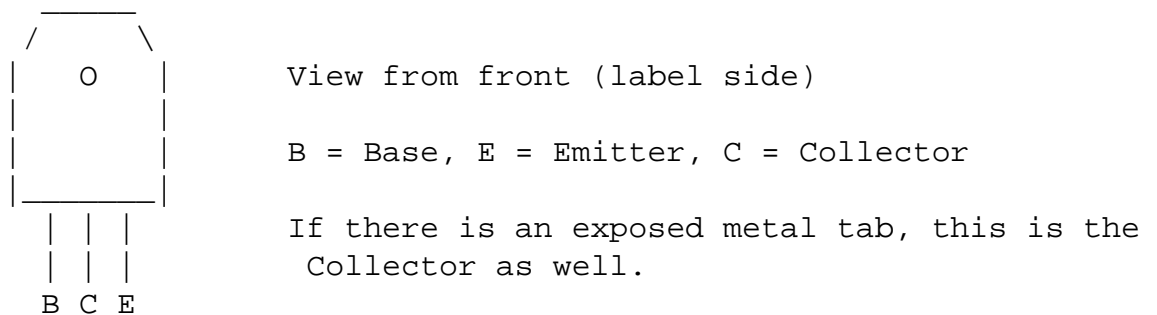 O
View from front (label side)
B = Base, E = Emitter, C = Collector
If there is an exposed metal tab, this is the
Collector as well.
B C E